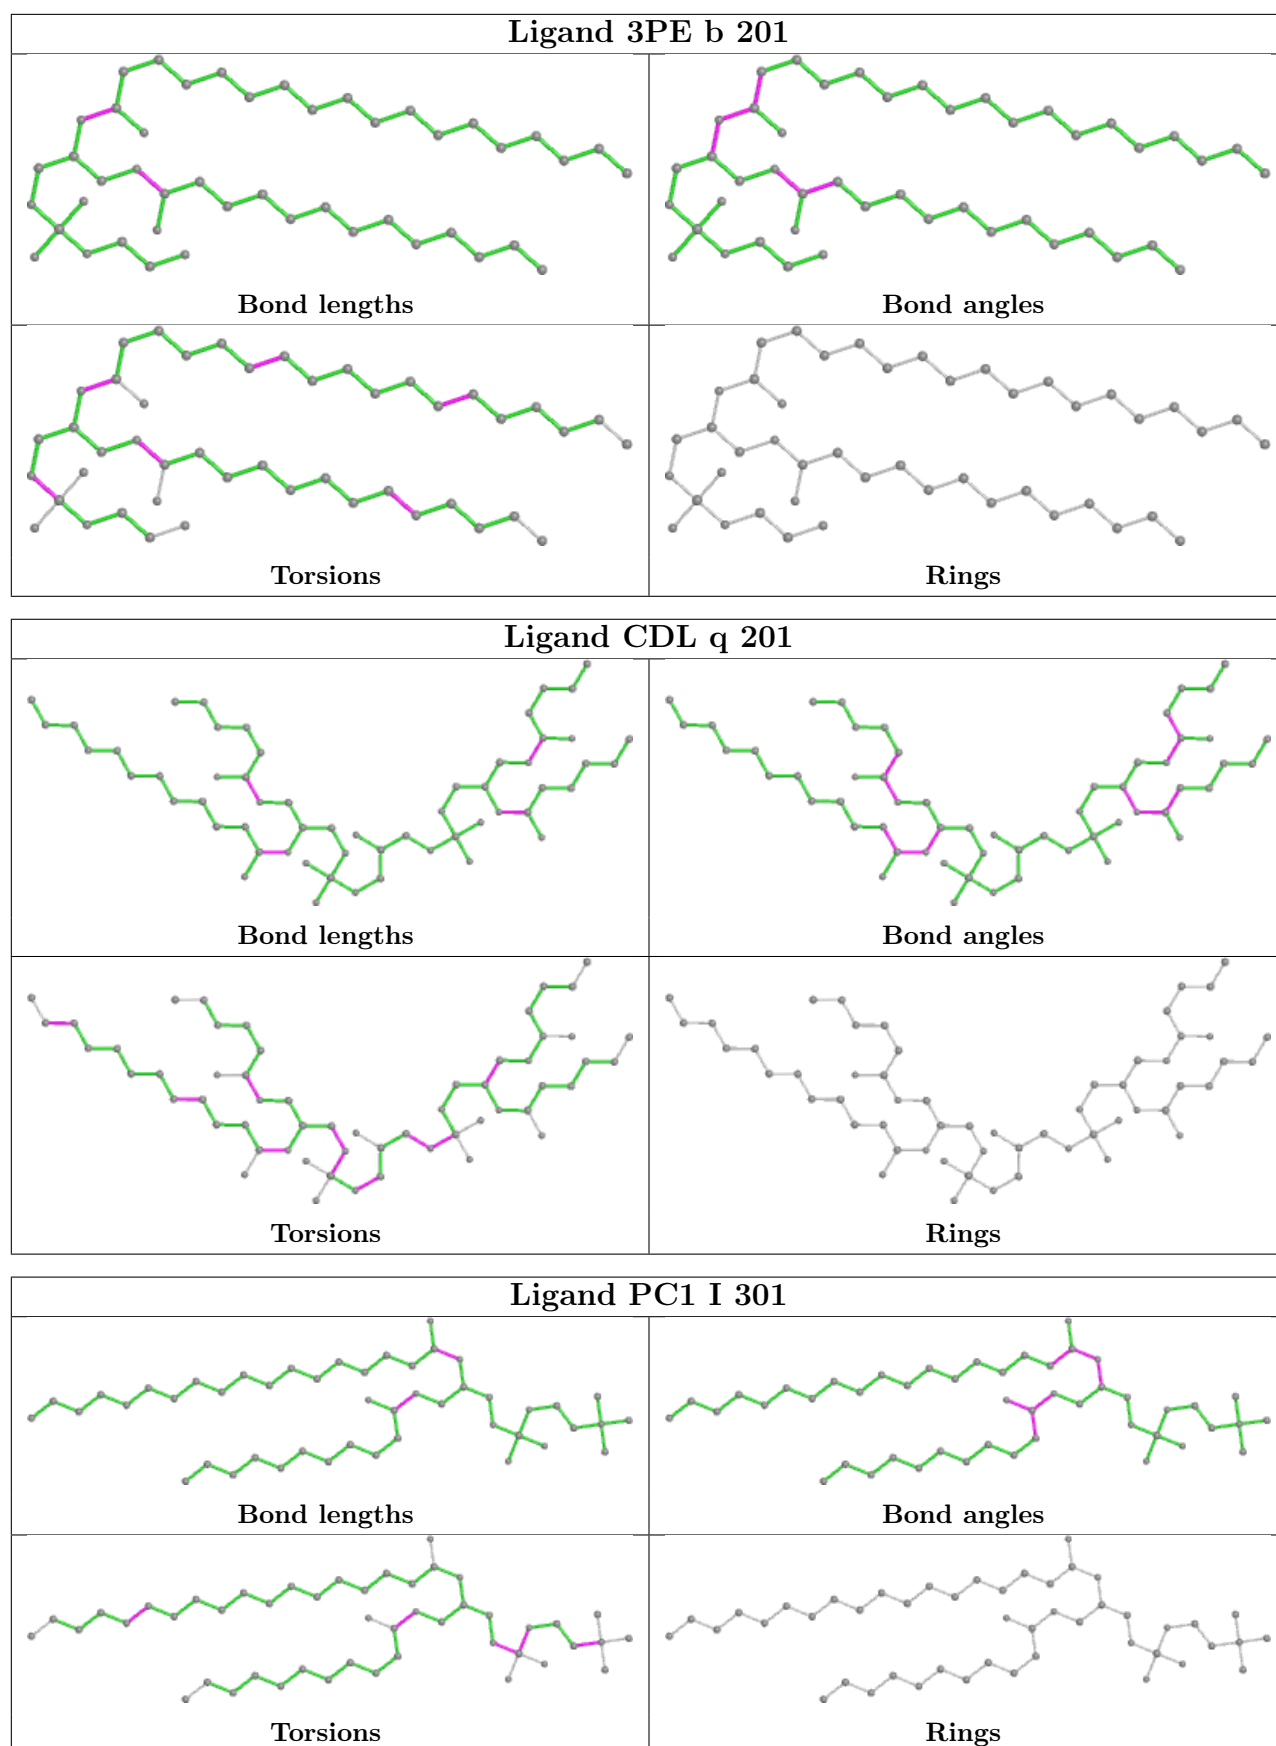 Ligand 3PE b 201
Bond lengths
Bond angles
Torsions
Rings
Ligand CDL q 201
Bond lengths
Bond angles
Torsions
Rings
Ligand PC1 I 301
Bond lengths
Bond angles
Torsions
Rings